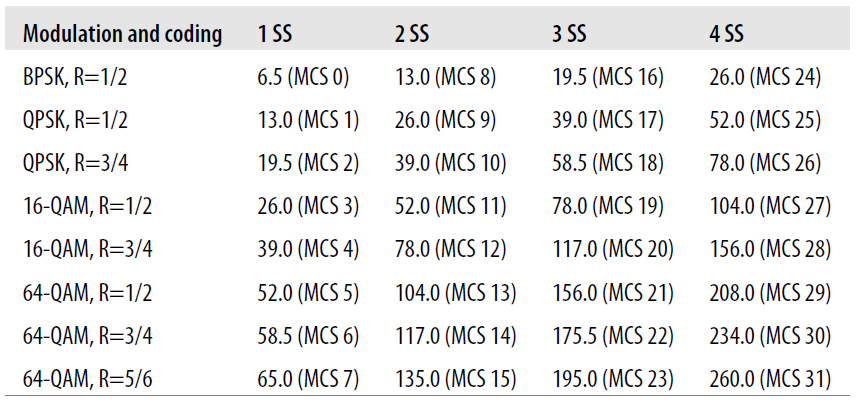 Modulation and coding 1 SS 2 SS 3 SS 4 SS
BPSK, R=1/2 6.5 (MCS 0) 13.0 (MCS 8) 19.5 (MCS 16) 26.0 (MCS 24)
QPSK, R=1/2 13.0 (MCS 1) 26.0 (MCS 9) 39.0 (MCS 17) 52.0 (MCS 25)
QPSK, R=3/4 19.5 (MCS 2) 39.0 (MCS 10) 58.5 (MCS 18) 78.0 (MCS 26)
16-QAM, R=1/2 26.0 (MCS 3) 52.0 (MCS 11) 78.0 (MCS 19) 104.0 (MCS 27)
16-QAM, R=3/4 39.0 (MCS 4) 78.0 (MCS 12) 117.0 (MCS 20) 156.0 (MCS 28)
64-QAM, R=1/2 52.0 (MCS 5) 104.0 (MCS 13) 156.0 (MCS 21) 208.0 (MCS 29)
64-QAM, R=3/4 58.5 (MCS 6) 117.0 (MCS 14) 175.5 (MCS 22) 234.0 (MCS 30)
64-QAM, R=5/6 65.0 (MCS 7) 135.0 (MCS 15) 195.0 (MCS 23) 260.0 (MCS 31)